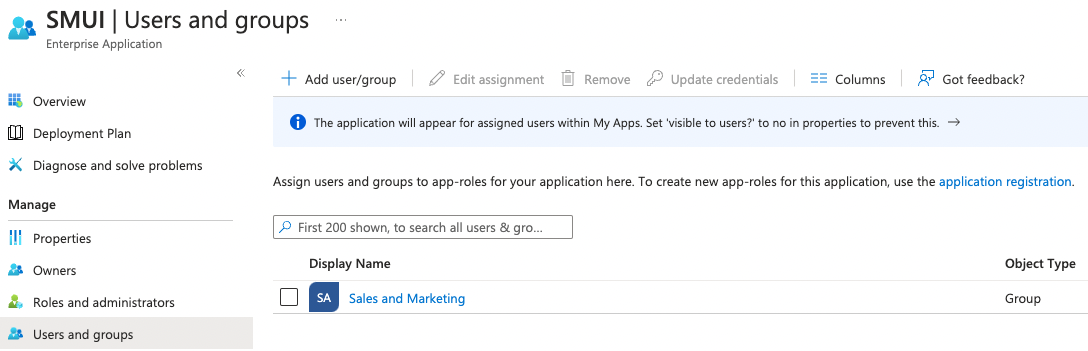 SMUI | Users and groups ...
Enterprise Application
«
Add user/group
Edit assignment
Remove
Update credentials
Columns
Got feedback?
Overview
Deployment Plan
Diagnose and solve problems
Manage
Properties
Owners
Roles and administrators
Users and groups
The application will appear for assigned users within My Apps. Set 'visible to users?' to no in properties to prevent this. →
Assign users and groups to app-roles for your application here. To create new app-roles for this application, use the application registration.
First 200 shown, to search all users & gro...
Display Name
Object Type
SA
Sales and Marketing
Group